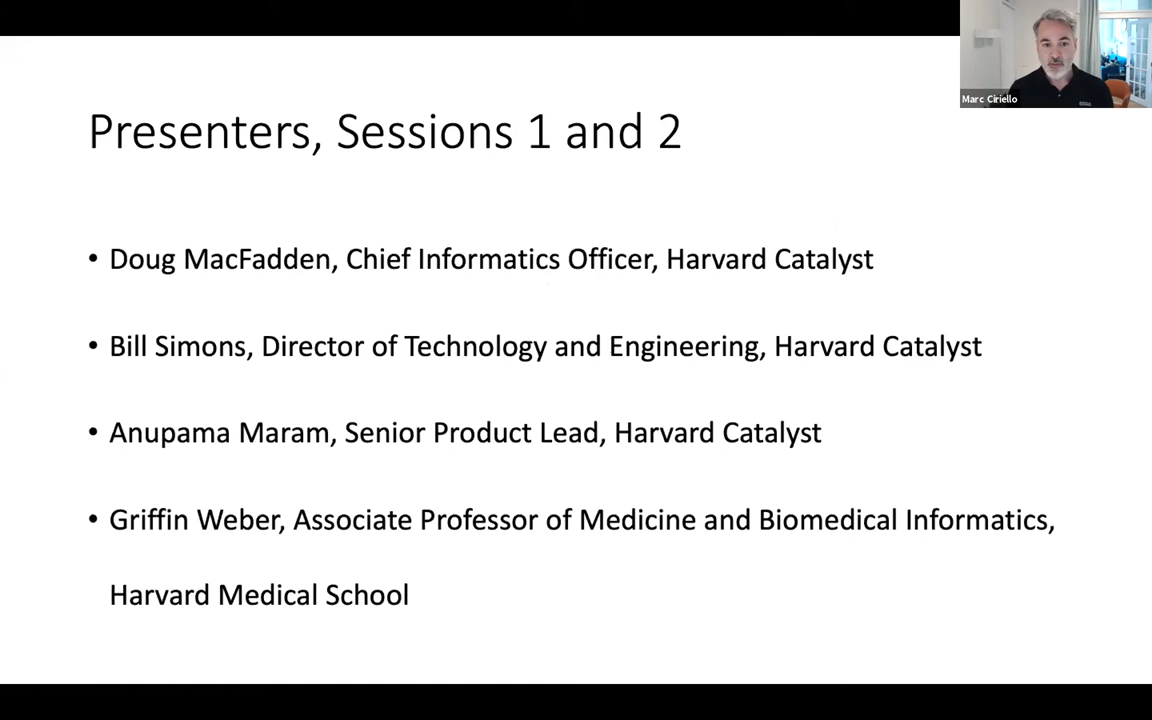 Marc Ciriello
Presenters, Sessions 1 and 2
• Doug MacFadden, Chief Informatics Officer, Harvard Catalyst
• Bill Simons, Director of Technology and Engineering, Harvard Catalyst
• Anupama Maram, Senior Product Lead, Harvard Catalyst
• Griffin Weber, Associate Professor of Medicine and Biomedical Informatics,
Harvard Medical School